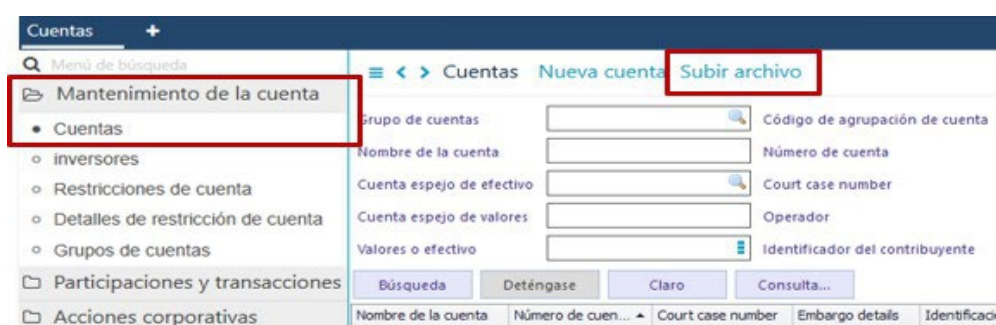 Cuentas +
Menú de búsqueda
Mantenimiento de la cuenta
Cuentas
inversores
Restricciones de cuenta
Detalles de restricción de cuenta
Grupos de cuentas
Participaciones y transacciones
Acciones corporativas
Cuentas Nueva cuenta Subir archivo
Grupo de cuentas Código de agrupación de cuenta
Nombre de la cuenta Número de cuenta
Cuenta espejo de efectivo Court case number
Cuenta espejo de valores Operador
Valores o efectivo Identificador del contribuyente
Búsqueda Deténgase Claro Consulta...
Nombre de la cuenta Número de cuen... Court case number Embargo details Identificacio